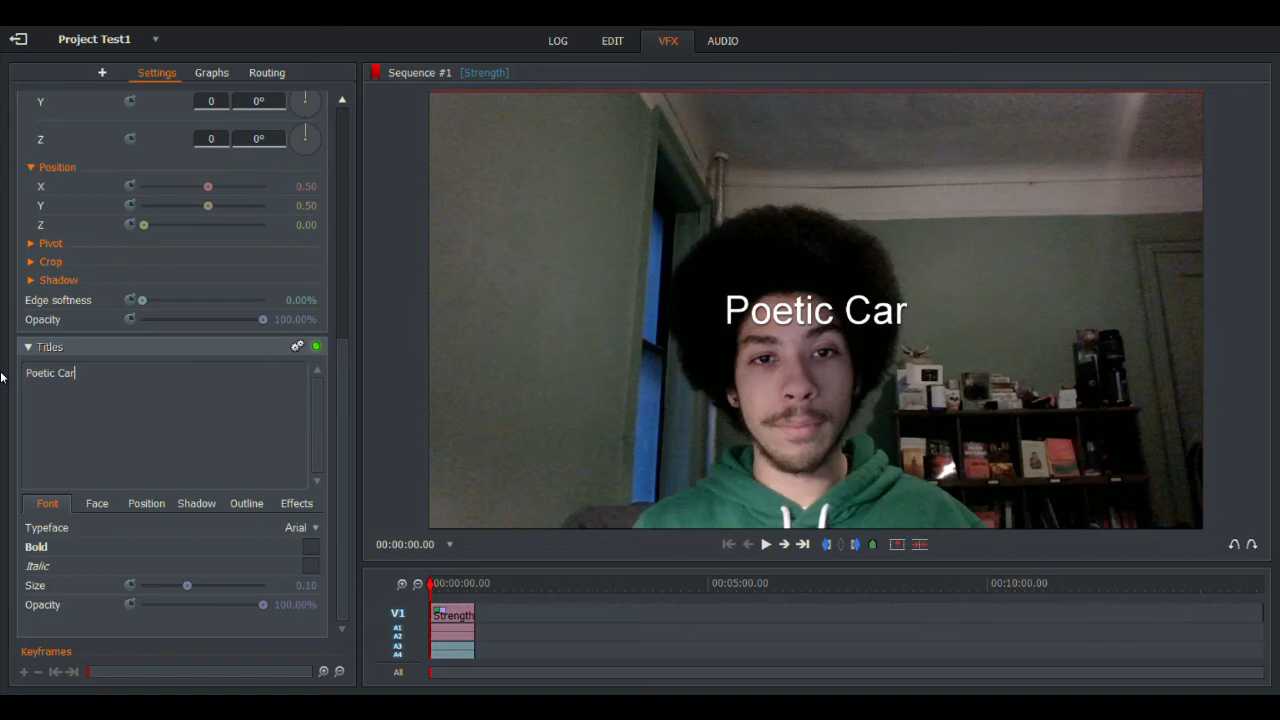 Project Test1
LOG EDIT VFX AUDIO
+ Settings Graphs Routing
Sequence #1 [Strength]
Y 0 0°
Z 0 0°
Position
X 0.50
Y 0.50
Z 0.00
Pivot
Crop
Shadow
Edge softness 0.00%
Opacity 100.00%
Titles
Poetic Car
Font Face Position Shadow Outline Effects
Typeface Arial
Bold
Italic
Size 0.10
Opacity 100.00%
Keyframes
Poetic Car
00:00:00.00
00:00:00.00 00:05:00.00 00:10:00.00
V1 Strength
A1
A2
A3
A4
All